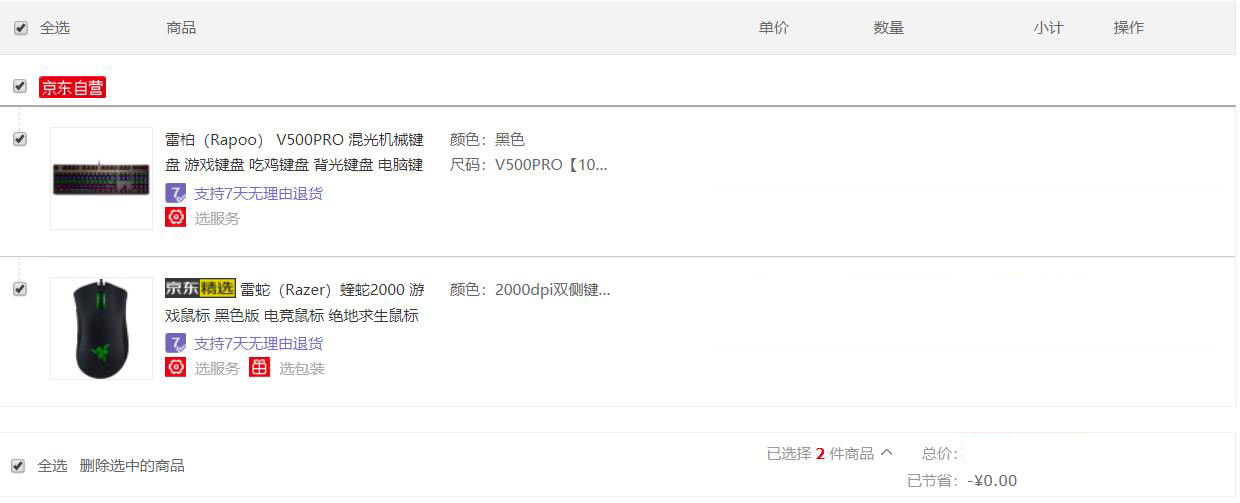 全选 商品 单价 数量 小计 操作
京东自营
雷柏（Rapoo） V500PRO 混光机械键 颜色：黑色
盘 游戏键盘 吃鸡键盘 背光键盘 电脑键 尺码：V500PRO【10...
7 支持7天无理由退货
选服务
京东精选 雷蛇（Razer）蝰蛇2000 游 颜色：2000dpi双侧键...
戏鼠标 黑色版 电竞鼠标 绝地求生鼠标
7 支持7天无理由退货
选服务 选包装
已选择 2 件商品 总价：
全选 删除选中的商品
已节省：-¥0.00